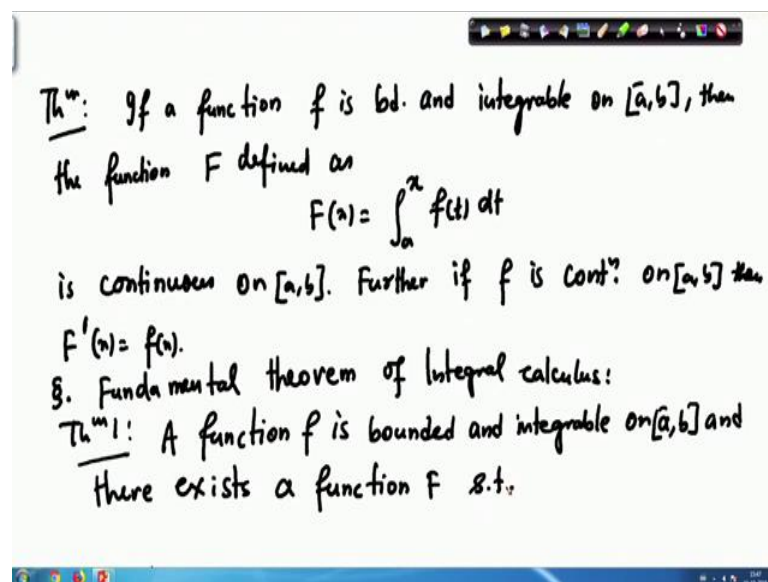 Thᵐ: If a function f is bd. and integrable on [a,b], then
the function F defined as
F(x) = ∫ₐˣ f(t) dt
is continuous on [a,b]. Further if f is contⁿ. on [a,b] then
F'(x) = f(x).
§. Fundamental theorem of Integral calculus:
Thᵐ 1: A function f is bounded and integrable on [a,b] and
there exists a function F s.t.